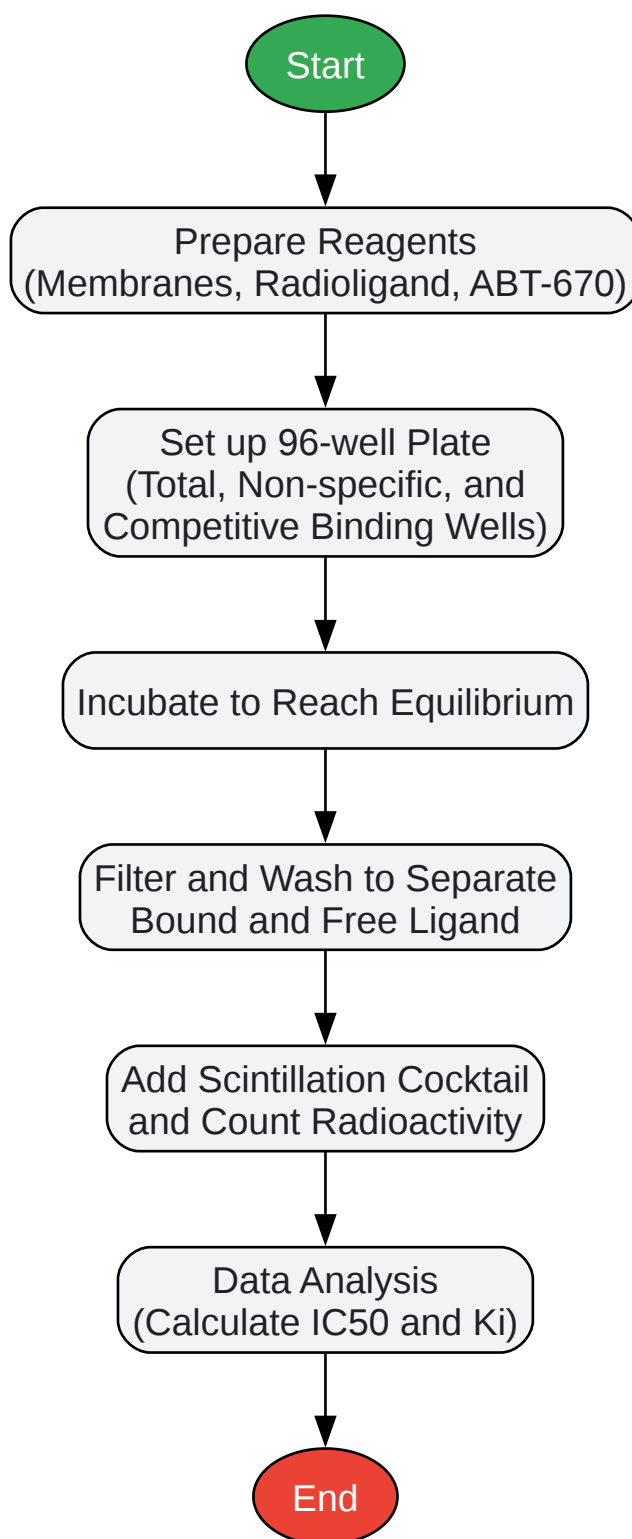 Start
Prepare Reagents
(Membranes, Radioligand, ABT-670)
Set up 96-well Plate
(Total, Non-specific, and
Competitive Binding Wells)
Incubate to Reach Equilibrium
Filter and Wash to Separate
Bound and Free Ligand
Add Scintillation Cocktail
and Count Radioactivity
Data Analysis
(Calculate IC50 and Ki)
End